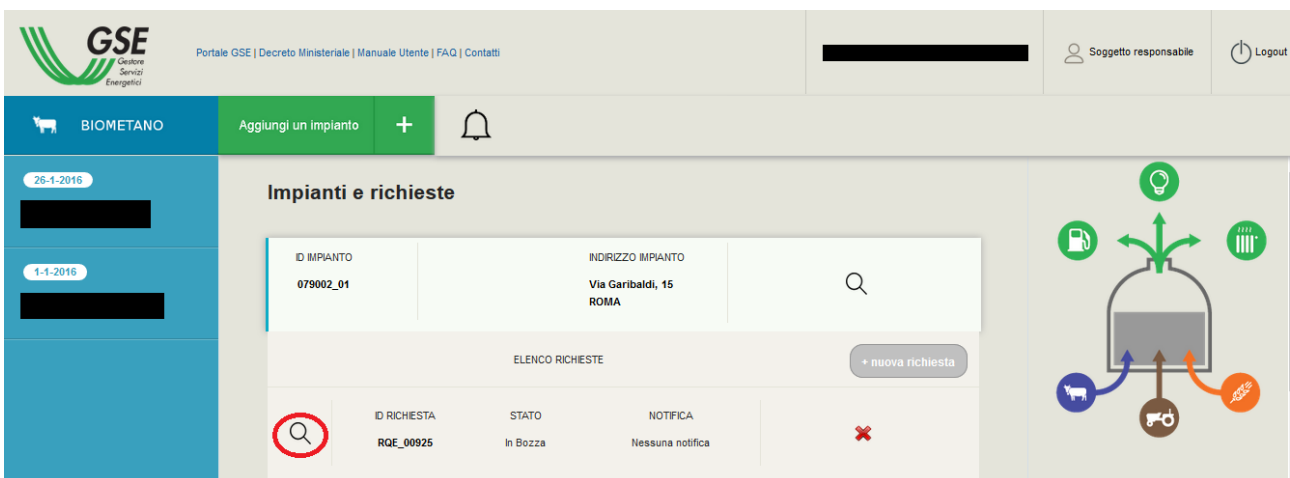 GSE
Gestore
Servizi
Energetici
Portale GSE | Decreto Ministeriale | Manuale Utente | FAQ | Contatti
Soggetto responsabile
Logout
BIOMETANO
Aggiungi un impianto +
26-1-2016
1-1-2016
Impianti e richieste
ID IMPIANTO
079002_01
INDIRIZZO IMPIANTO
Via Garibaldi, 15
ROMA
ELENCO RICHIESTE
+ nuova richiesta
ID RICHIESTA STATO NOTIFICA
RQE_00925 In Bozza Nessuna notifica